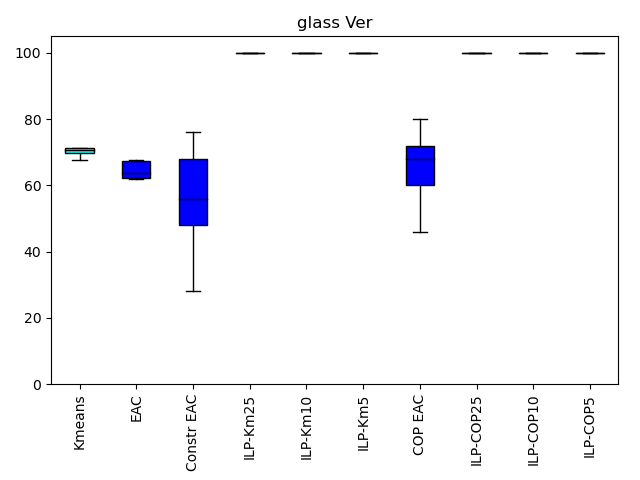 glass Ver
100
80
60
40
20
0
Kmeans
EAC
Constr EAC
ILP-Km25
ILP-Km10
ILP-Km5
COP EAC
ILP-COP25
ILP-COP10
ILP-COP5